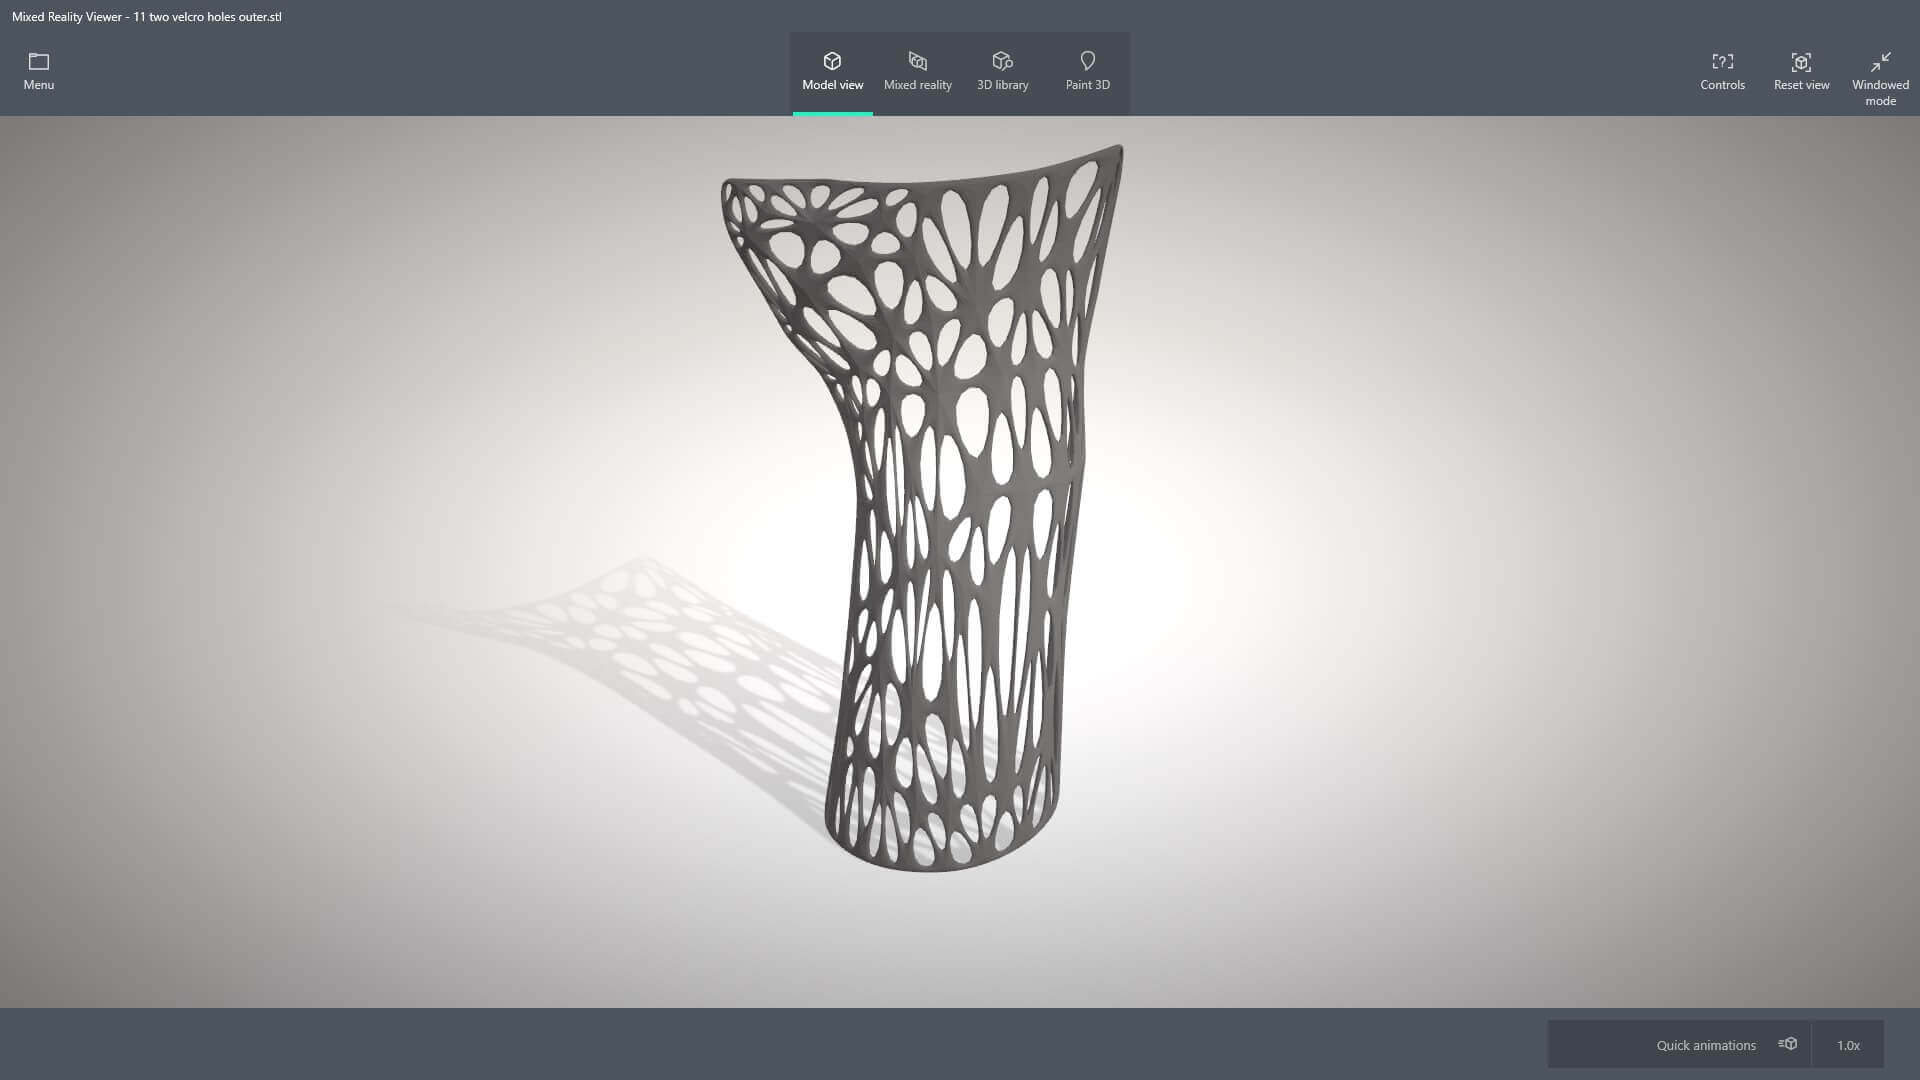 Mixed Reality Viewer - 11 two velcro holes outer.stl
Menu
Model view
Mixed reality
3D library
Paint 3D
Controls
Reset view
Windowed
mode
Quick animations
1.0x